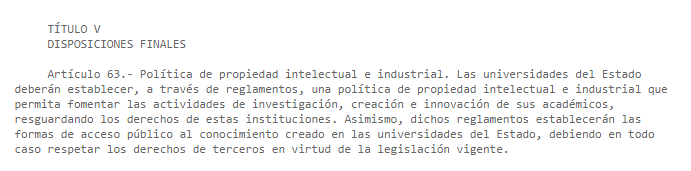 TÍTULO V
DISPOSICIONES FINALES
Artículo 63.- Política de propiedad intelectual e industrial. Las universidades del Estado
deberán establecer, a través de reglamentos, una política de propiedad intelectual e industrial que
permita fomentar las actividades de investigación, creación e innovación de sus académicos,
resguardando los derechos de estas instituciones. Asimismo, dichos reglamentos establecerán las
formas de acceso público al conocimiento creado en las universidades del Estado, debiendo en todo
caso respetar los derechos de terceros en virtud de la legislación vigente.